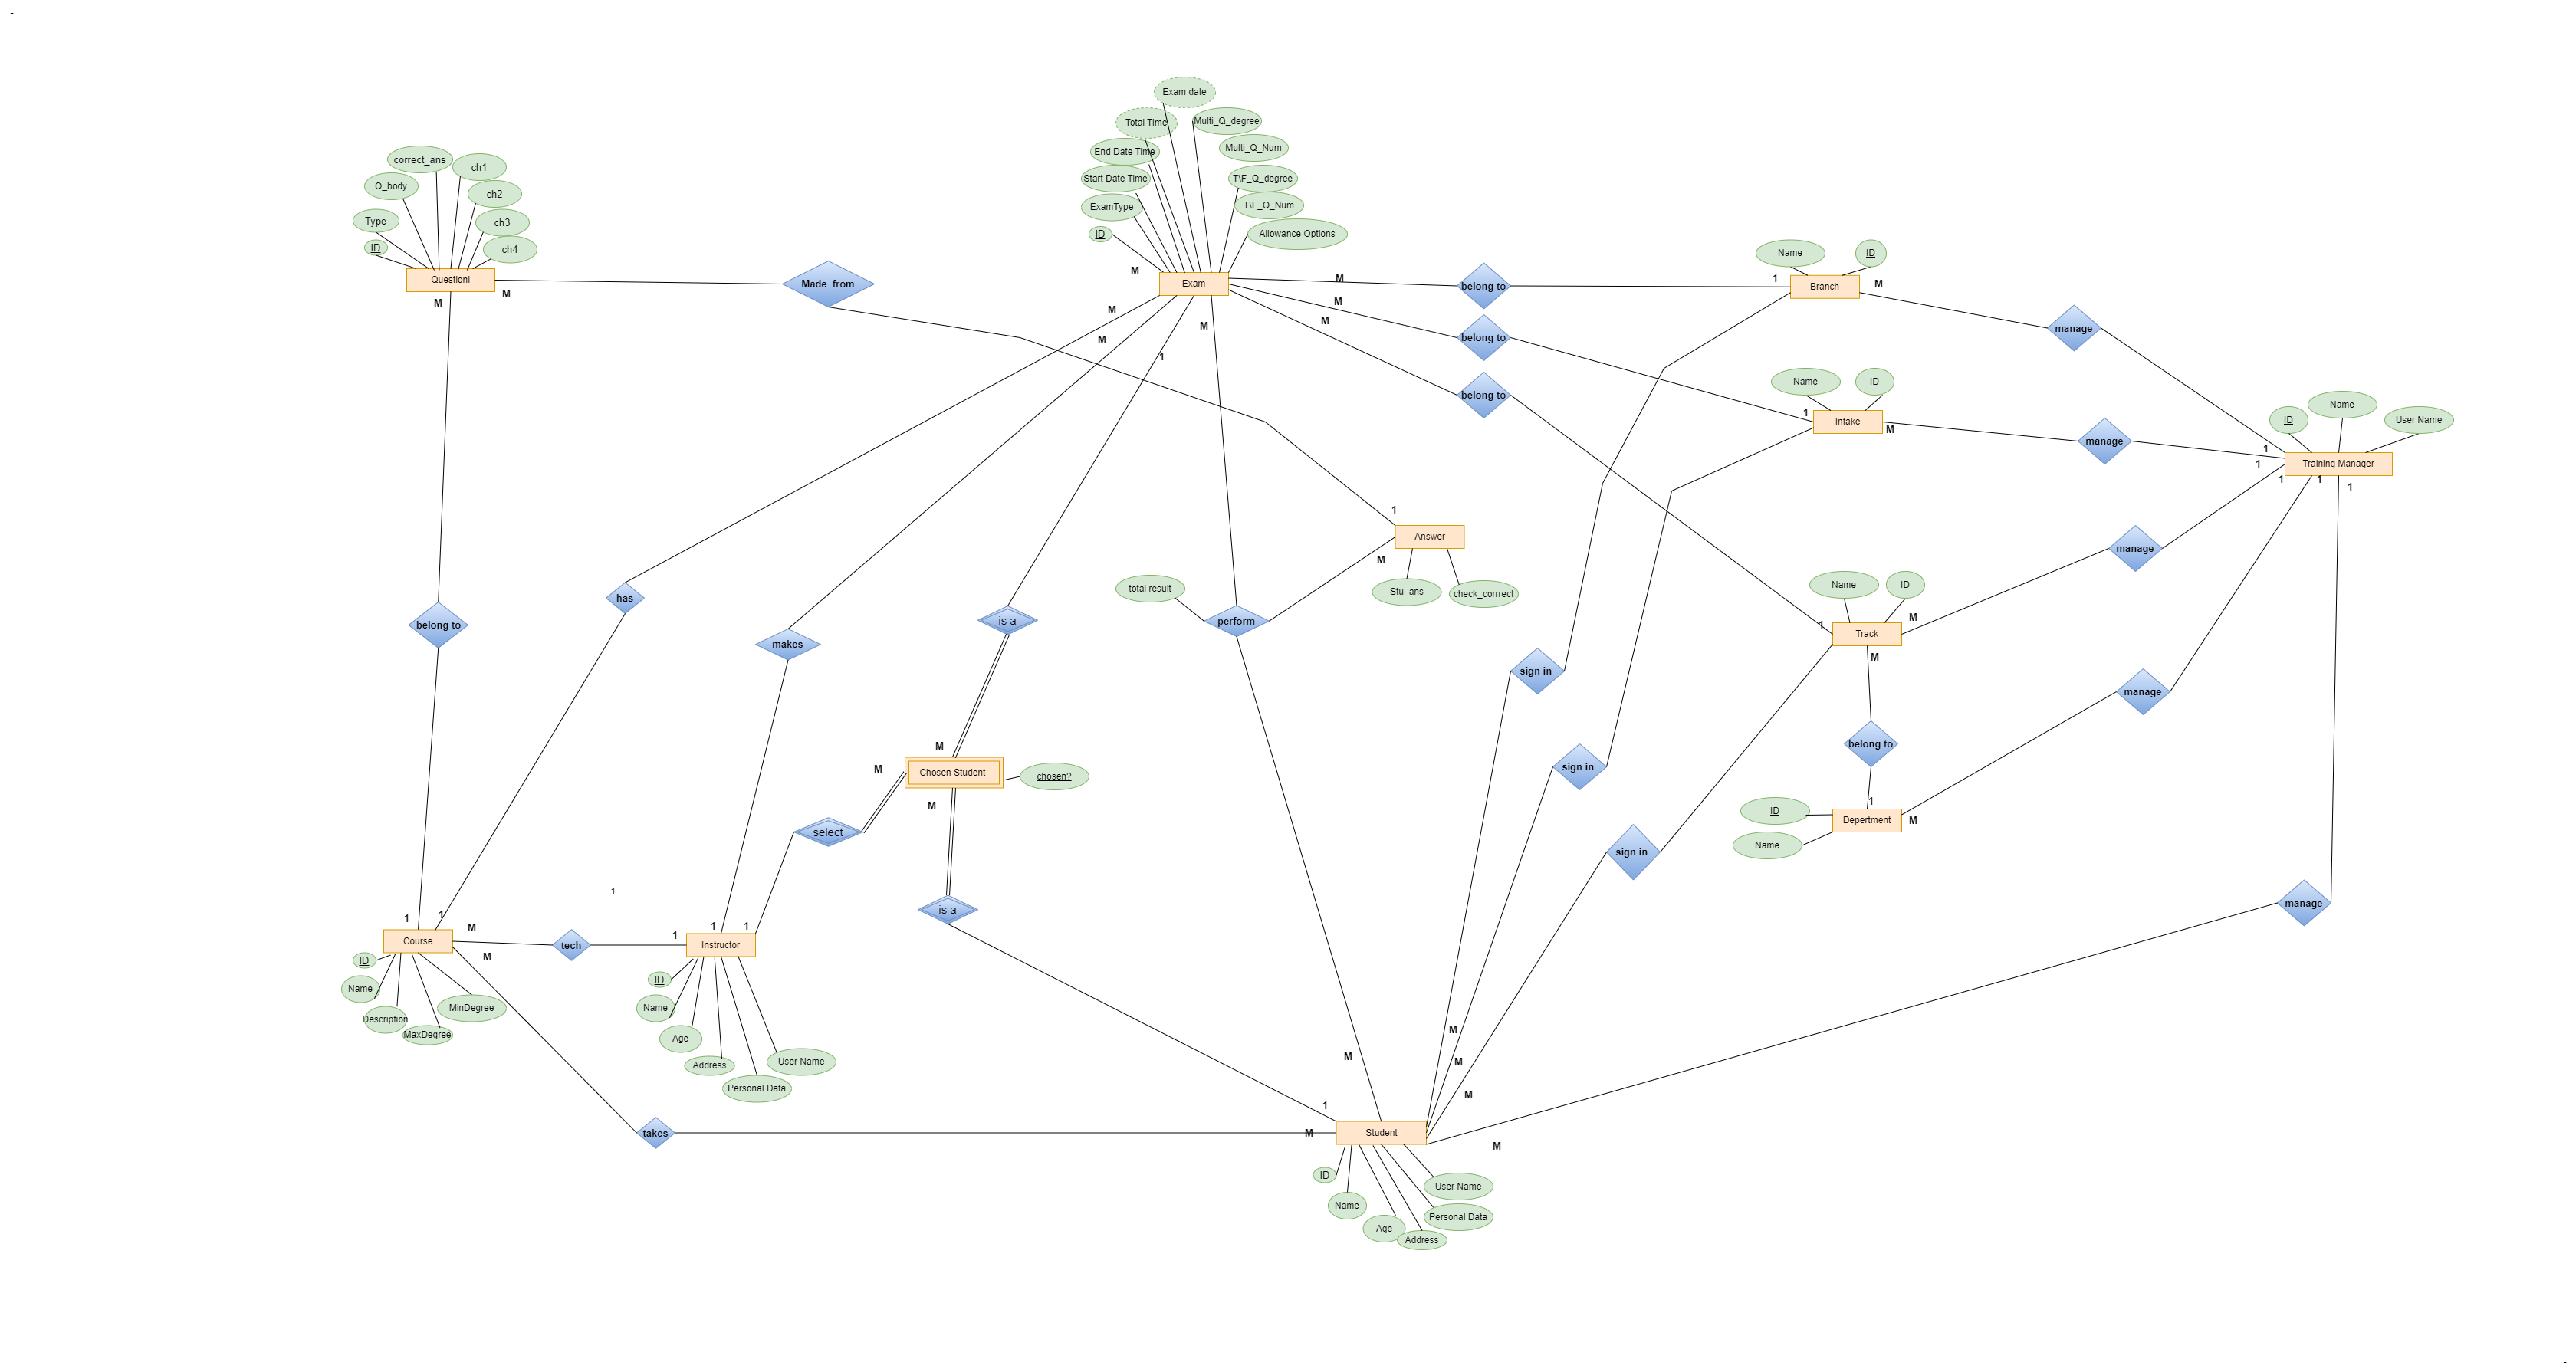 -
Exam date
Total Time
Multi_Q_degree
End Date Time
Multi_Q_Num
Start Date Time
T\F_Q_degree
ExamType
T\F_Q_Num
ID
Allowance Options
correct_ans
ch1
Q_body
ch2
Type
ch3
ID
ch4
QuestionI
M
M
Made from
M
Exam
M
M
M
M
M
M
1
belong to
belong to
belong to
Name
ID
1
M
Branch
manage
Name
ID
1
Intake
M
manage
ID
Name
User Name
1
1
Training Manager
1
1
1
1
Answer
M
Stu_ans
check_corrrect
manage
total result
perform
Name
ID
M
1
Track
M
has
is a
belong to
makes
sign in
manage
belong to
M
M
Chosen Student
chosen?
M
sign in
1
ID
Depertment
M
Name
select
sign in
1
is a
manage
1
1
M
Course
tech
1
1
1
Instructor
M
ID
Name
Description
MaxDegree
MinDegree
ID
Name
Age
Address
Personal Data
User Name
M
M
M
M
1
takes
M
Student
M
ID
Name
Age
Address
Personal Data
User Name
-